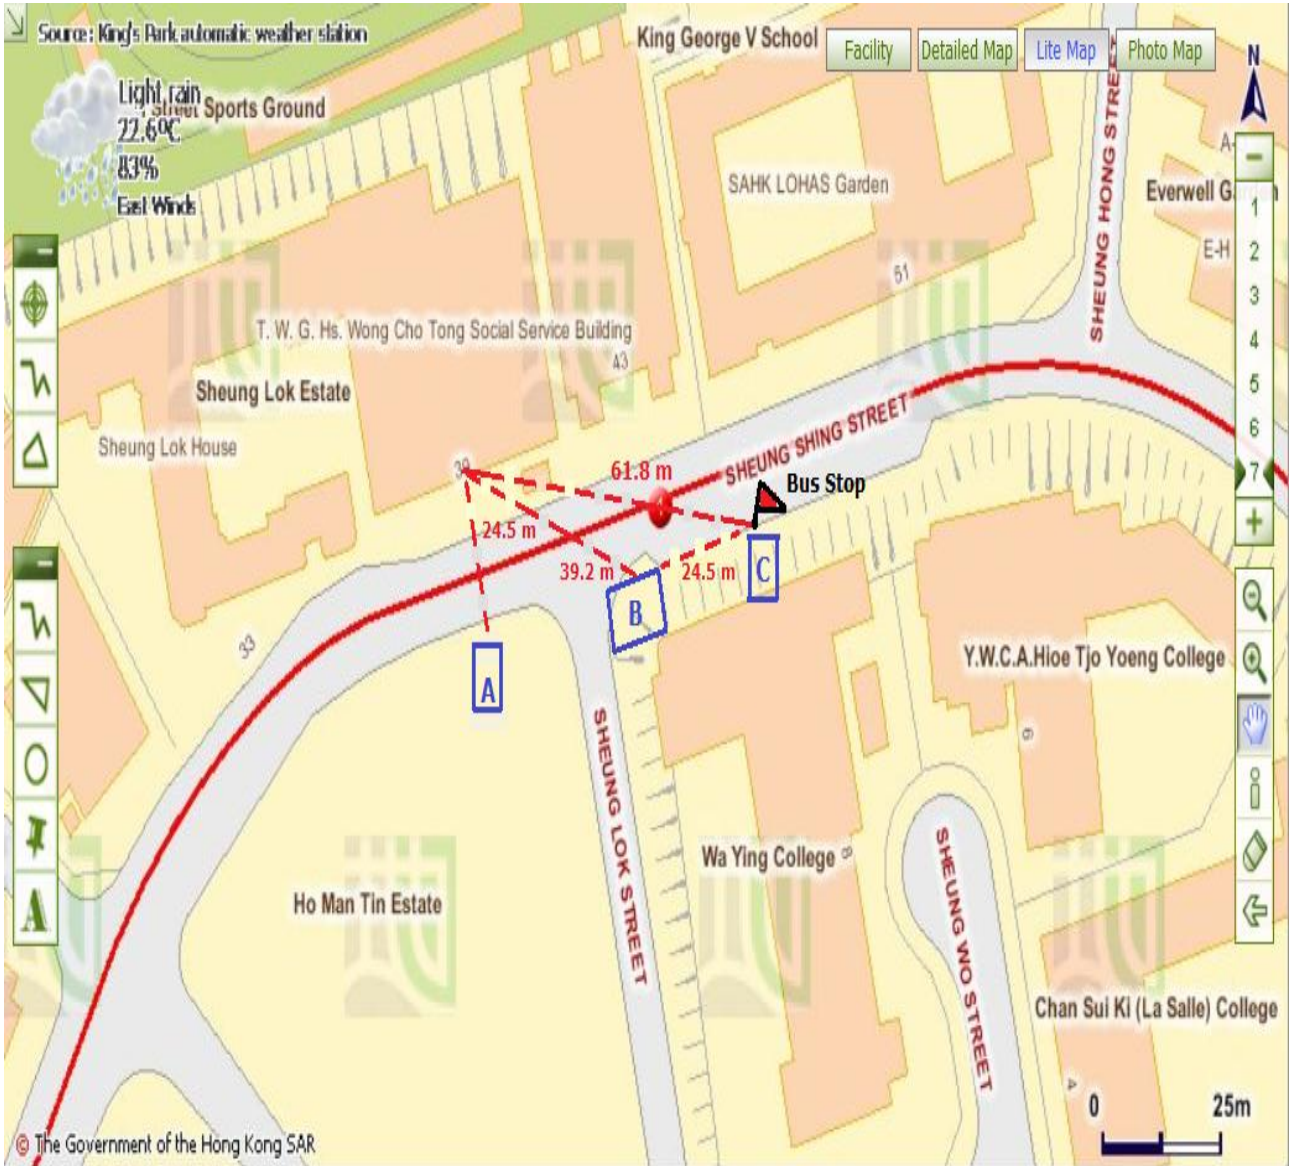 Source: King's Park automatic weather station
King George V School
Facility
Detailed Map
Lite Map
Photo Map
N
Light rain
Street Sports Ground
22.6ºC
83%
East Winds
SHEUNG HONG STREET
SAHK LOHAS Garden
Everwell Garden
E-H
1
2
3
4
5
6
7
61
T. W. G. Hs. Wong Cho Tong Social Service Building
43
Sheung Lok Estate
Sheung Lok House
39
61.8 m
SHEUNG SHING STREET
Bus Stop
24.5 m
39.2 m
24.5 m
C
B
A
33
Y.W.C.A.Hioe Tjo Yoeng College
6
SHEUNG LOK STREET
Wa Ying College
8
SHEUNG WO STREET
Ho Man Tin Estate
Chan Sui Ki (La Salle) College
4
0
25m
© The Government of the Hong Kong SAR